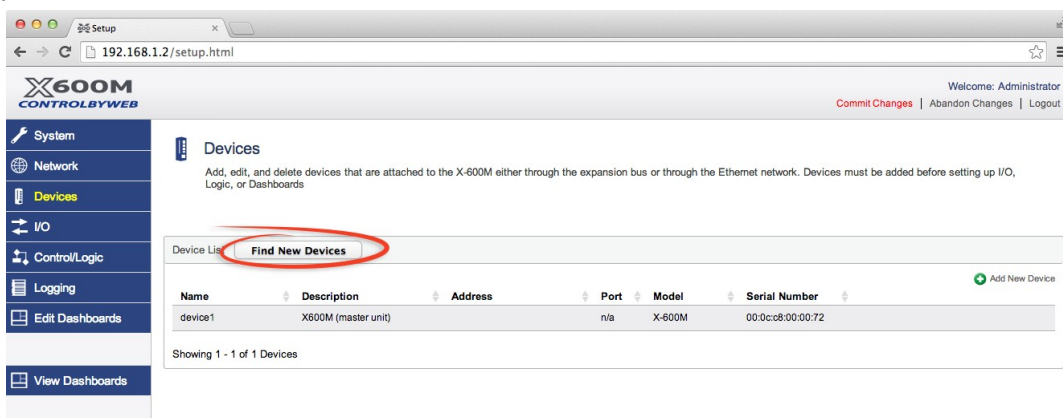 Setup
192.168.1.2/setup.html
X600M
CONTROLBYWEB
Welcome: Administrator
Commit Changes | Abandon Changes | Logout
System
Network
Devices
I/O
Control/Logic
Logging
Edit Dashboards
View Dashboards
Devices
Add, edit, and delete devices that are attached to the X-600M either through the expansion bus or through the Ethernet network. Devices must be added before setting up I/O,
Logic, or Dashboards
Device List Find New Devices
Add New Device
Name Description Address Port Model Serial Number
device1 X600M (master unit) n/a X-600M 00:0c:c8:00:00:72
Showing 1 - 1 of 1 Devices